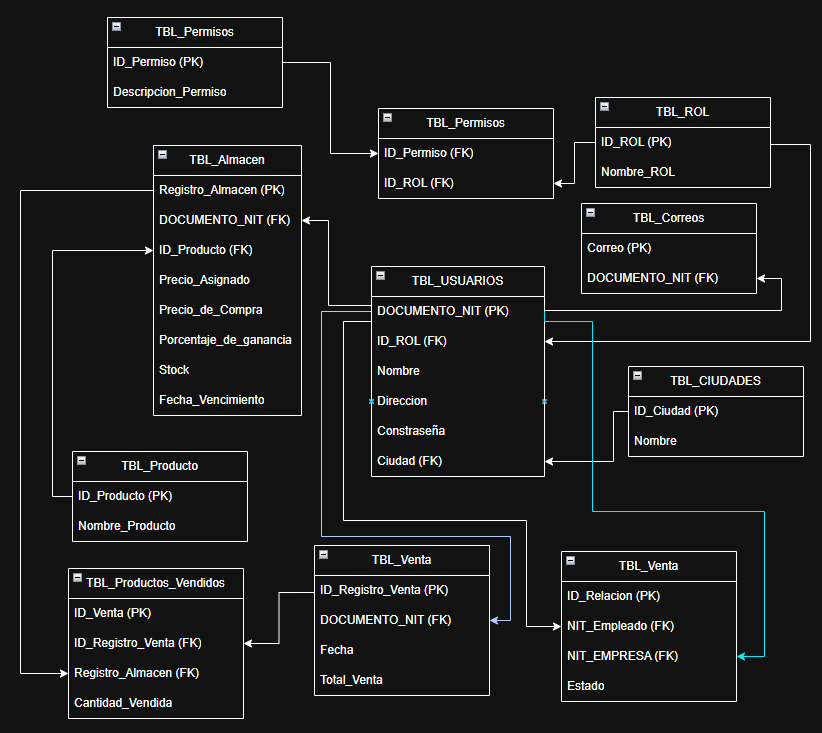 TBL_Permisos
ID_Permiso (PK)
Descripcion_Permiso
TBL_Permisos
ID_Permiso (FK)
ID_ROL (FK)
TBL_ROL
ID_ROL (PK)
Nombre_ROL
TBL_Almacen
Registro_Almacen (PK)
DOCUMENTO_NIT (FK)
ID_Producto (FK)
Precio_Asignado
Precio_de_Compra
Porcentaje_de_ganancia
Stock
Fecha_Vencimiento
TBL_Correos
Correo (PK)
DOCUMENTO_NIT (FK)
TBL_USUARIOS
DOCUMENTO_NIT (PK)
ID_ROL (FK)
Nombre
Direccion
Constraseña
Ciudad (FK)
TBL_CIUDADES
ID_Ciudad (PK)
Nombre
TBL_Producto
ID_Producto (PK)
Nombre_Producto
TBL_Productos_Vendidos
ID_Venta (PK)
ID_Registro_Venta (FK)
Registro_Almacen (FK)
Cantidad_Vendida
TBL_Venta
ID_Registro_Venta (PK)
DOCUMENTO_NIT (FK)
Fecha
Total_Venta
TBL_Venta
ID_Relacion (PK)
NIT_Empleado (FK)
NIT_EMPRESA (FK)
Estado